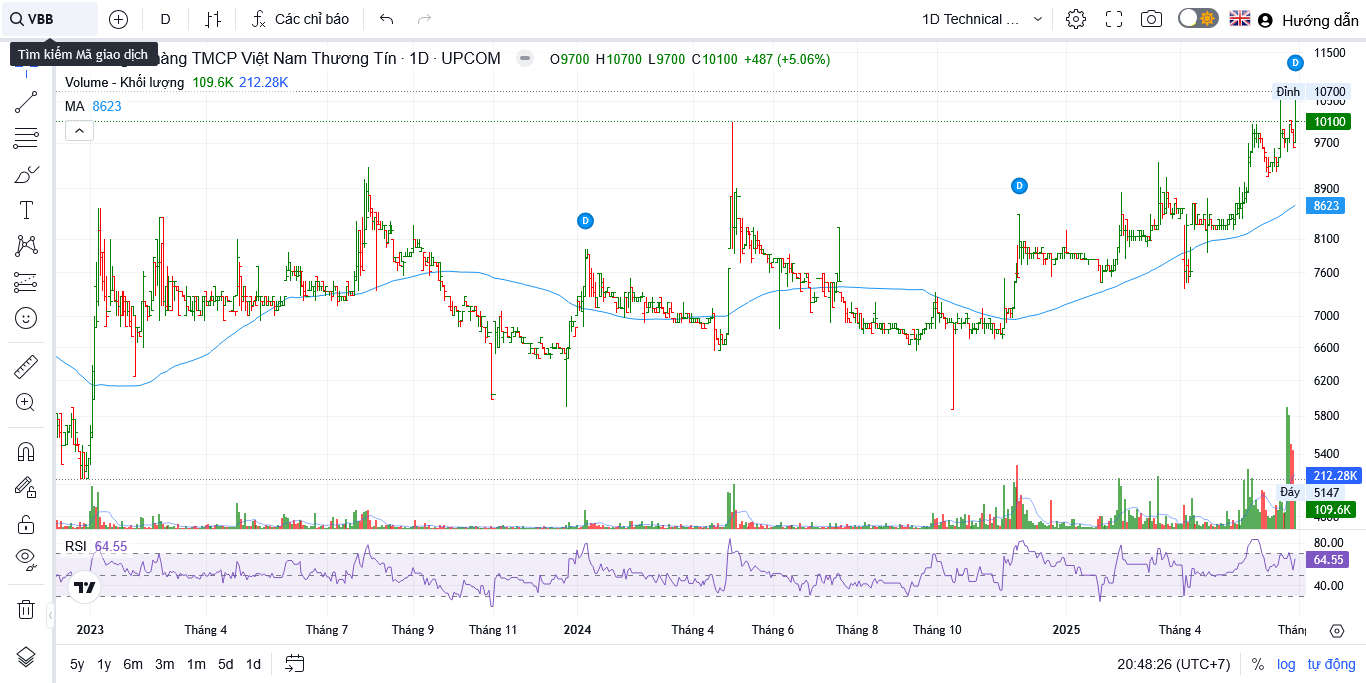 VBB
D
Các chỉ báo
1D Technical ...
Hướng dẫn
Tìm kiếm Mã giao dịch
hàng TMCP Việt Nam Thương Tín · 1D · UPCOM
O9700 H10700 L9700 C10100 +487 (+5.06%)
Volume - Khối lượng 109.6K 212.28K
MA 8623
D
D
D
11500
Đỉnh 10700
10500
10100
9700
8900
8623
8100
7600
7000
6600
6200
5800
5400
212.28K
Đáy 5147
109.6K
RSI 64.55
80.00
64.55
40.00
2023 Tháng 4 Tháng 7 Tháng 9 Tháng 11 2024 Tháng 4 Tháng 6 Tháng 8 Tháng 10 2025 Tháng 4 Thán
5y 1y 6m 3m 1m 5d 1d
20:48:26 (UTC+7) % log tự động